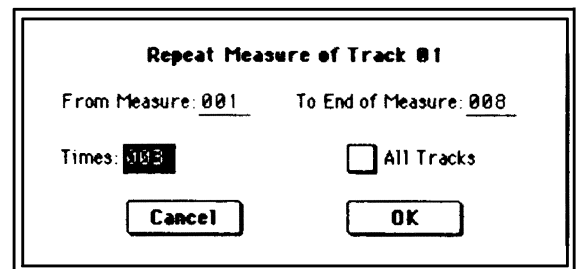 Repeat Measure of Track 01
From Measure: 001 To End of Measure: 008
Times: 003 All Tracks
Cancel OK